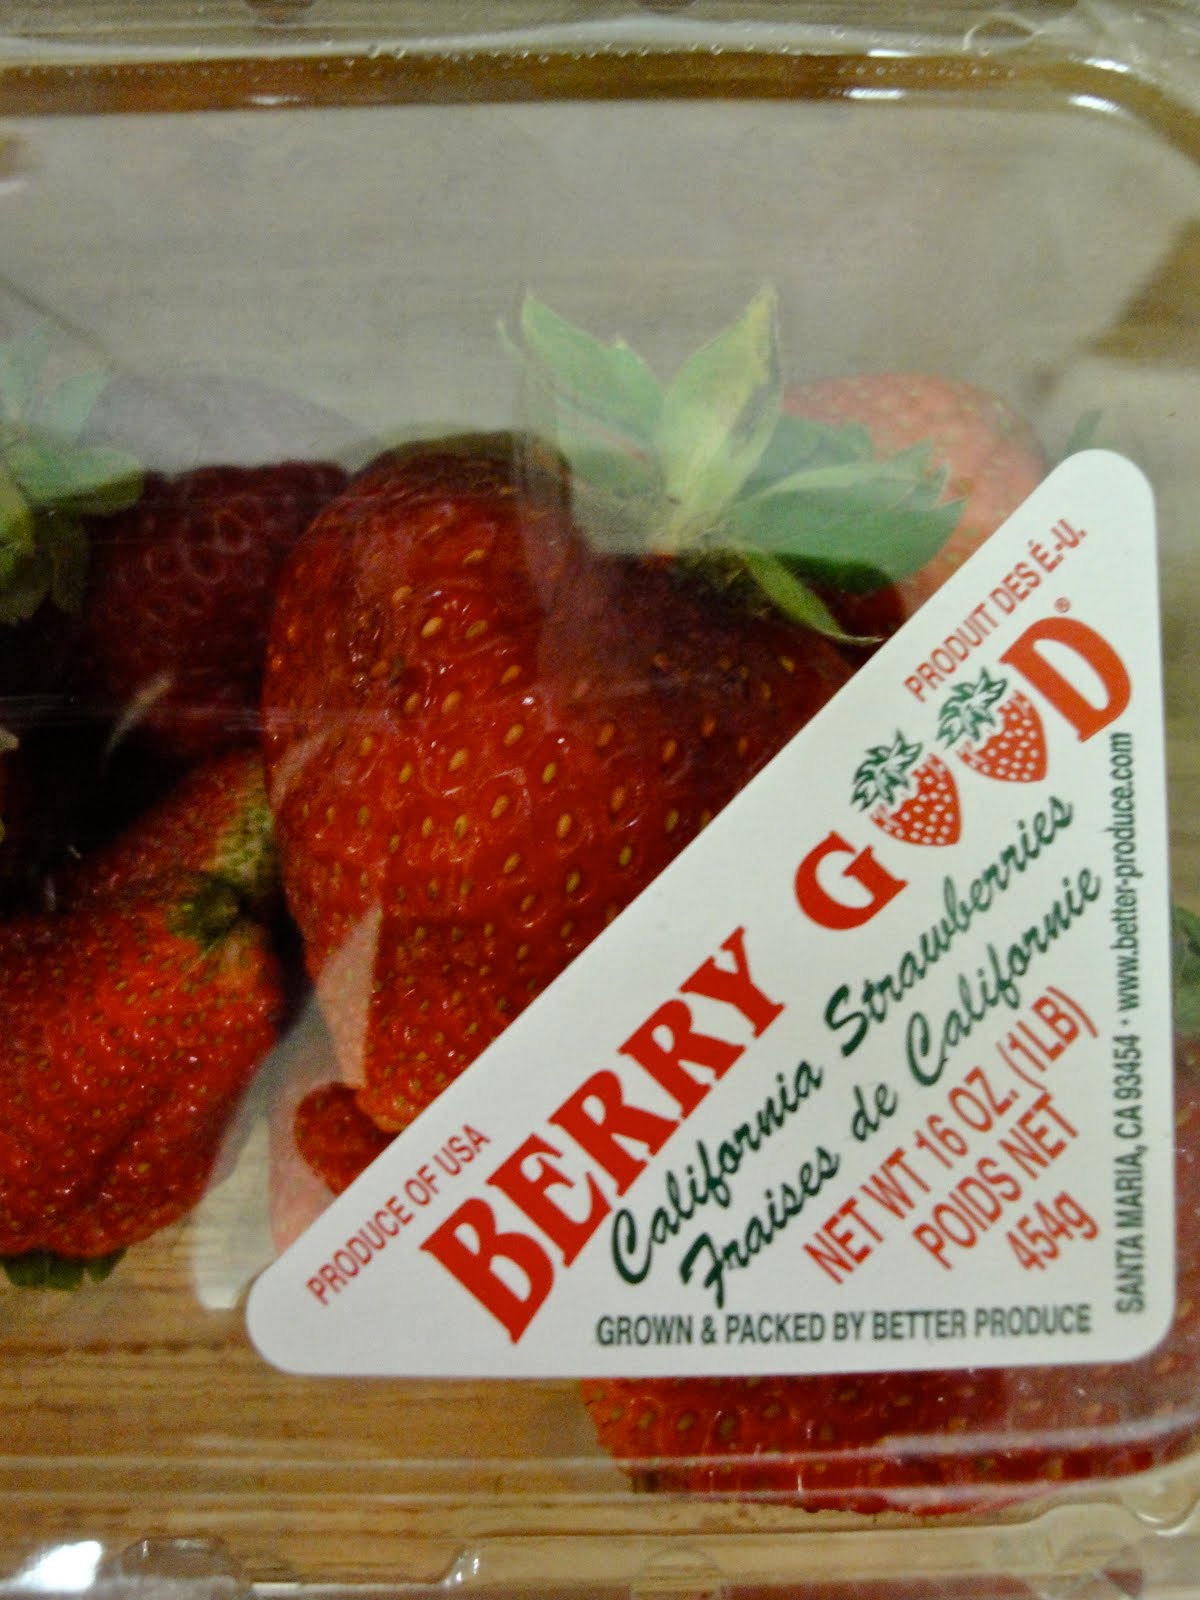 PRODUCE OF USA
PRODUIT DES É.-U.
BERRY GOOD®
California Strawberries
Fraises de Californie
NET WT 16 OZ. (1LB)
POIDS NET
454g
GROWN & PACKED BY BETTER PRODUCE
SANTA MARIA, CA 93454 · www.better-produce.com